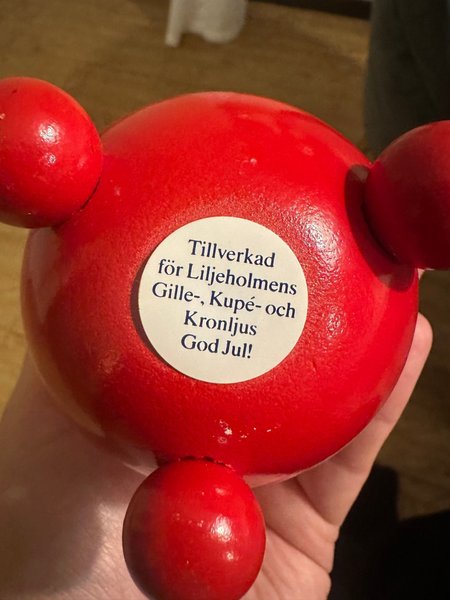 Tillverkad
för Liljeholmens
Gille-, Kupé- och
Kronljus
God Jul!